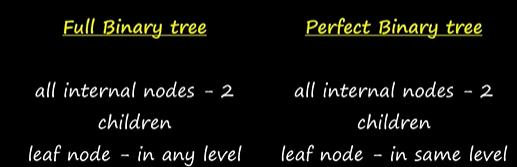 Full Binary tree
all internal nodes - 2
children
leaf node - in any level
Perfect Binary tree
all internal nodes - 2
children
leaf node - in same level